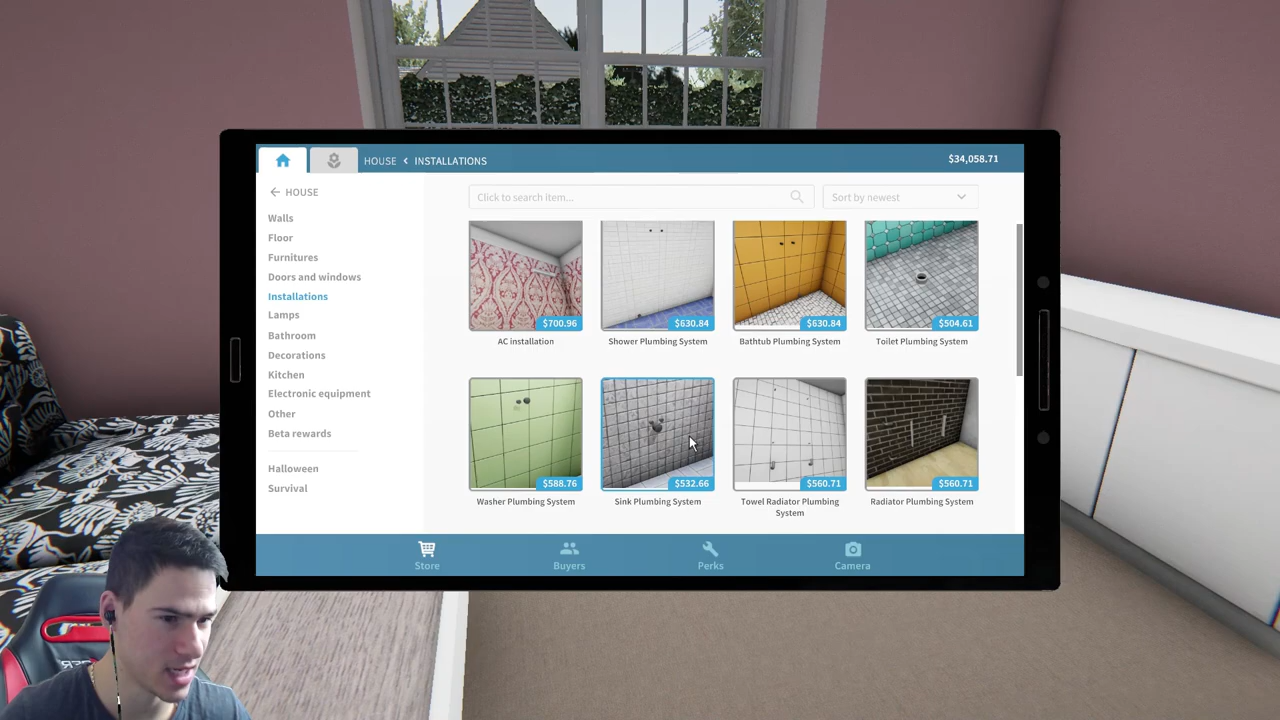 HOUSE < INSTALLATIONS
$34,058.71
HOUSE
Walls
Floor
Furnitures
Doors and windows
Installations
Lamps
Bathroom
Decorations
Kitchen
Electronic equipment
Other
Beta rewards
Halloween
Survival
Click to search item...
Sort by newest
$700.96
AC installation
$630.84
Shower Plumbing System
$630.84
Bathtub Plumbing System
$504.61
Toilet Plumbing System
$588.76
Washer Plumbing System
$532.66
Sink Plumbing System
$560.71
Towel Radiator Plumbing
System
$560.71
Radiator Plumbing System
Store
Buyers
Perks
Camera